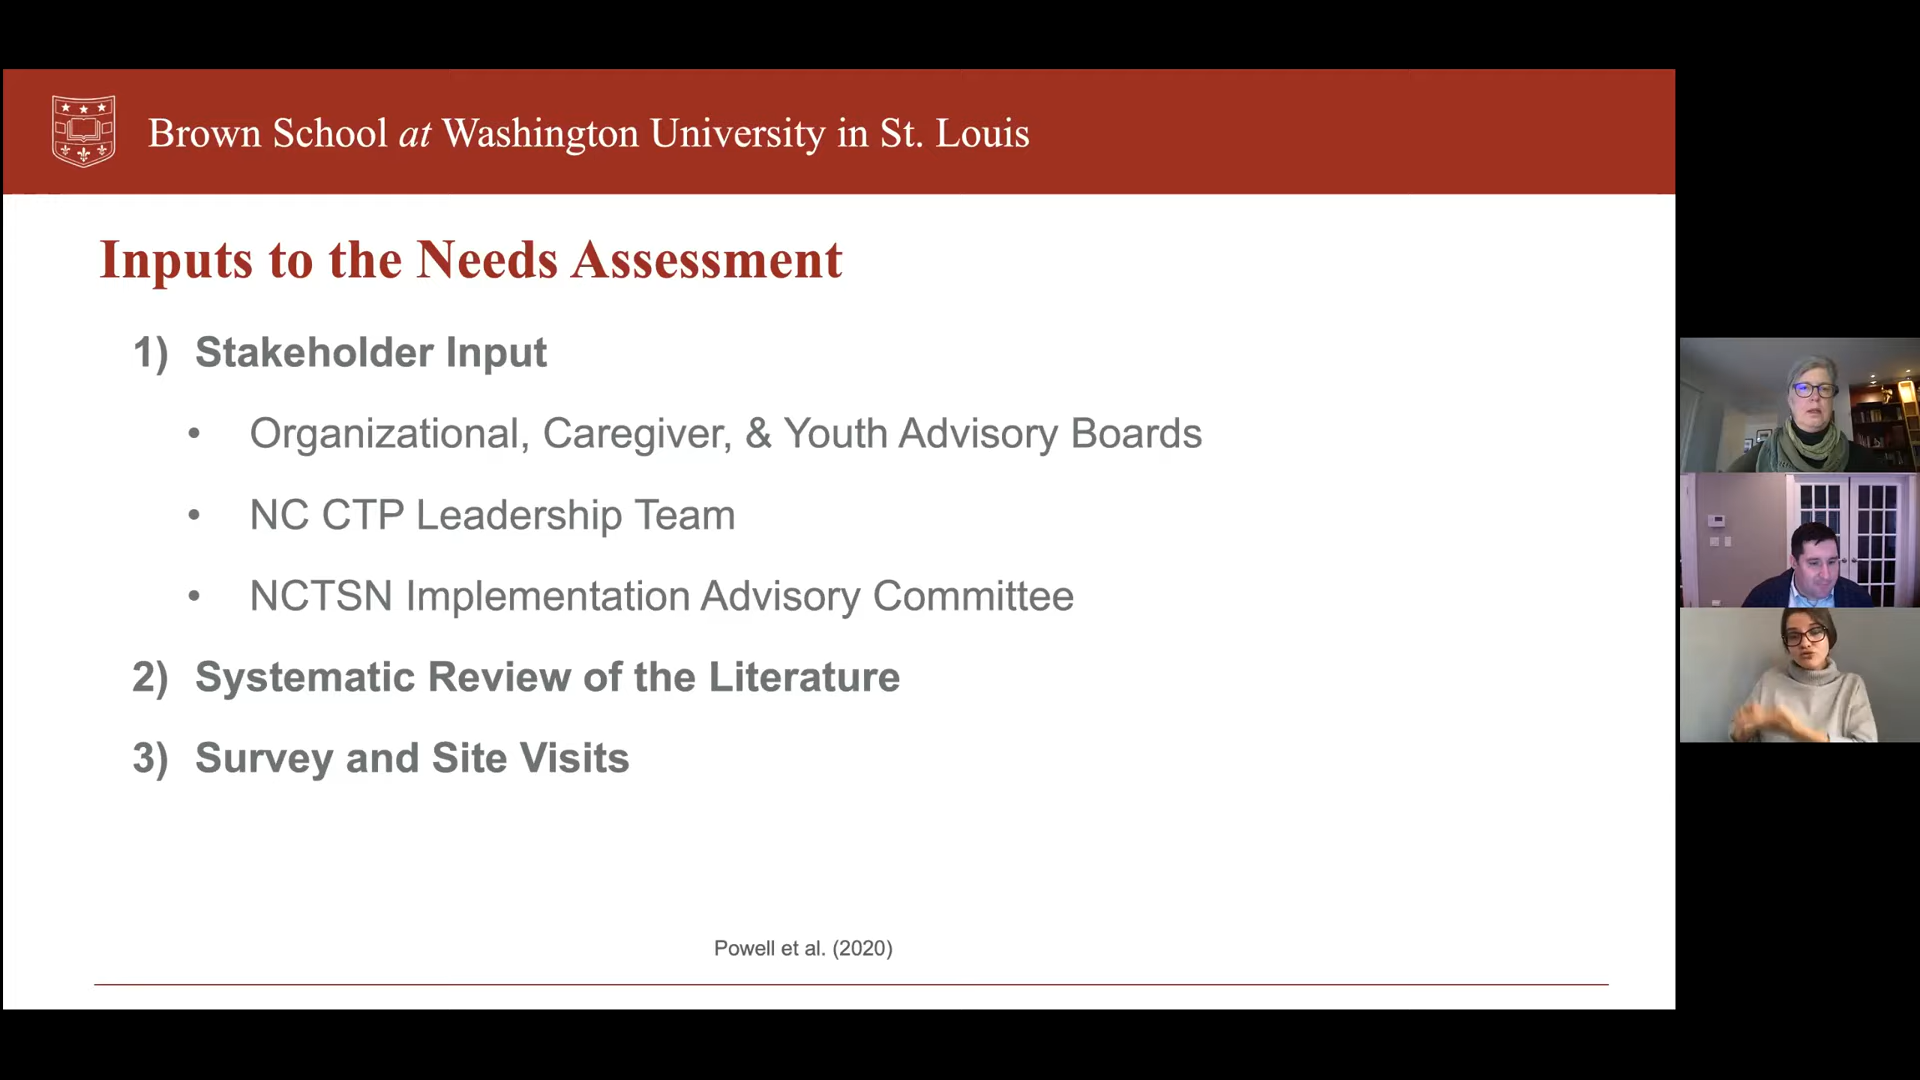 Brown School at Washington University in St. Louis
Inputs to the Needs Assessment
1) Stakeholder Input
• Organizational, Caregiver, & Youth Advisory Boards
• NC CTP Leadership Team
• NCTSN Implementation Advisory Committee
2) Systematic Review of the Literature
3) Survey and Site Visits
Powell et al. (2020)